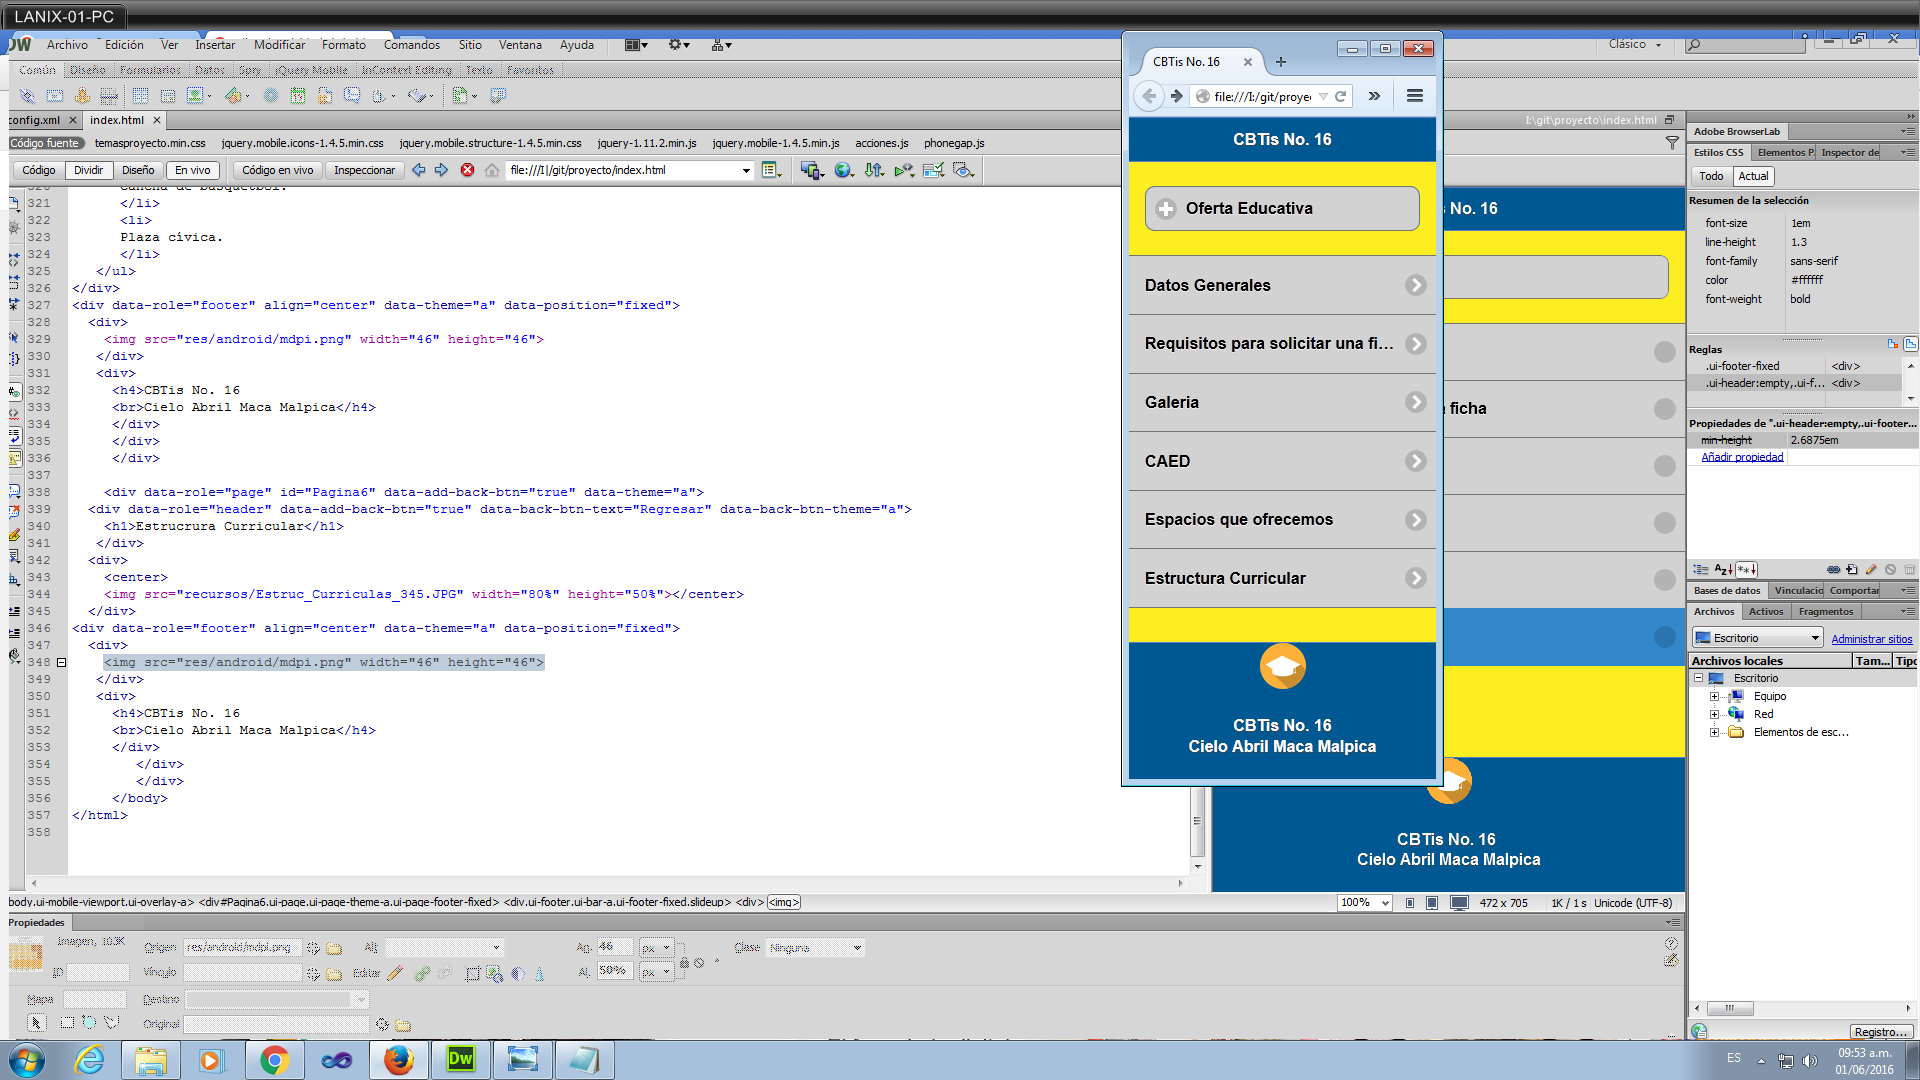 LANIX-01-PC
Archivo Edición Ver Insertar Modificar Formato Comandos Sitio Ventana Ayuda
Clásico
Común Diseño Formularios Datos Spry jQuery Mobile InContext Editing Texto Favoritos
config.xml index.html
I:\git\proyecto\index.html
Código fuente temasproyecto.min.css jquery.mobile.icons-1.4.5.min.css jquery.mobile.structure-1.4.5.min.css jquery-1.11.2.min.js jquery.mobile-1.4.5.min.js acciones.js phonegap.js
Código Dividir Diseño En vivo Código en vivo Inspeccionar file:///I|/git/proyecto/index.html
320 Cancha de basquetbol.
321 </li>
322 <li>
323 Plaza cívica.
324 </li>
325 </ul>
326 </div>
327 <div data-role="footer" align="center" data-theme="a" data-position="fixed">
328 <div>
329 <img src="res/android/mdpi.png" width="46" height="46">
330 </div>
331 <div>
332 <h4>CBTis No. 16
333 <br>Cielo Abril Maca Malpica</h4>
334 </div>
335 </div>
336 </div>
337
338 <div data-role="page" id="Pagina6" data-add-back-btn="true" data-theme="a">
339 <div data-role="header" data-add-back-btn="true" data-back-btn-text="Regresar" data-back-btn-theme="a">
340 <h1>Estrucrura Curricular</h1>
341 </div>
342 <div>
343 <center>
344 <img src="recursos/Estruc_Curriculas_345.JPG" width="80%" height="50%"></center>
345 </div>
346 <div data-role="footer" align="center" data-theme="a" data-position="fixed">
347 <div>
348 <img src="res/android/mdpi.png" width="46" height="46">
349 </div>
350 <div>
351 <h4>CBTis No. 16
352 <br>Cielo Abril Maca Malpica</h4>
353 </div>
354 </div>
355 </div>
356 </body>
357 </html>
358
CBTis No. 16
file:///I:/git/proye
CBTis No. 16
Oferta Educativa
Datos Generales
Requisitos para solicitar una fi...
Galeria
CAED
Espacios que ofrecemos
Estructura Curricular
CBTis No. 16
Cielo Abril Maca Malpica
No. 16
ficha
CBTis No. 16
Cielo Abril Maca Malpica
Adobe BrowserLab
Estilos CSS Elementos P. Inspector de
Todo Actual
Resumen de la selección
font-size 1em
line-height 1.3
font-family sans-serif
color #ffffff
font-weight bold
Reglas
.ui-footer-fixed <div>
.ui-header:empty,.ui-f... <div>
Propiedades de ".ui-header:empty,.ui-footer...
min-height 2.6875em
Añadir propiedad
Bases de datos Vinculacio Comportar
Archivos Activos Fragmentos
Escritorio Administrar sitios
Archivos locales Tam... Tipo
Escritorio
Equipo
Red
Elementos de esc...
Registro...
body.ui-mobile-viewport.ui-overlay-a> <div#Pagina6.ui-page.ui-page-theme-a.ui-page-footer-fixed> <div.ui-footer.ui-bar-a.ui-footer-fixed.slideup> <div> <img>
100% 472 x 705 1K / 1 s Unicode (UTF-8)
Propiedades
Imagen, 103K Origen res/android/mdpi.png Alt An. 46 px Clase Ninguna
ID Vínculo Editar Al. 50% px
Mapa Destino
Original
Dw
ES
09:53 a.m.
01/06/2016